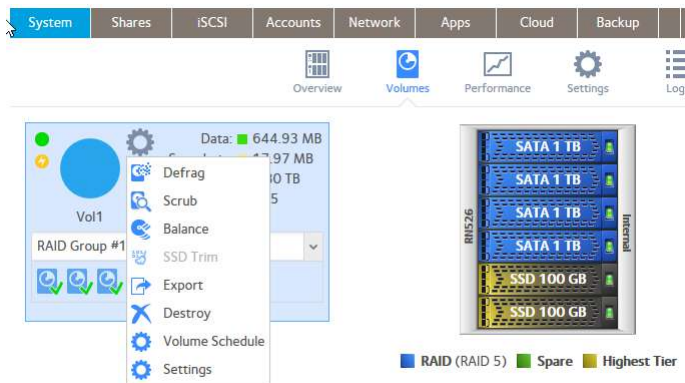 System Shares iSCSI Accounts Network Apps Cloud Backup
Overview Volumes Performance Settings Log
Data: 644.93 MB
17.97 MB
30 TB
5
Vol1
RAID Group #1
Defrag
Scrub
Balance
SSD Trim
Export
Destroy
Volume Schedule
Settings
SATA 1 TB
SATA 1 TB
SATA 1 TB
SATA 1 TB
SSD 100 GB
SSD 100 GB
RN526
Internal
RAID (RAID 5) Spare Highest Tier